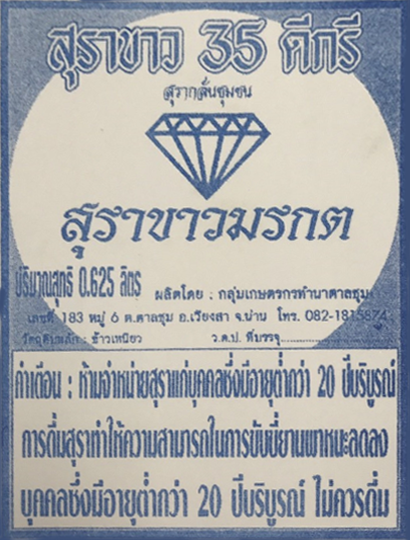 สุราขาว 35 ดีกรี
สุรากลั่นชุมชน
สุราขาวมรกต
ปริมาณสุทธิ 0.625 ลิตร ผลิตโดย : กลุ่มเกษตรกรทำนาตาลชุม
เลขที่ 183 หมู่ 6 ต.ตาลชุม อ.เวียงสา จ.น่าน โทร. 082-1815874
วัตถุดิบหลัก : ข้าวเหนียว ว.ด.ป. ที่บรรจุ
คำเตือน : ห้ามจำหน่ายสุราแก่บุคคลซึ่งมีอายุต่ำกว่า 20 ปีบริบูรณ์
การดื่มสุราทำให้ความสามารถในการขับขี่ยานพาหนะลดลง
บุคคลซึ่งมีอายุต่ำกว่า 20 ปีบริบูรณ์ ไม่ควรดื่ม